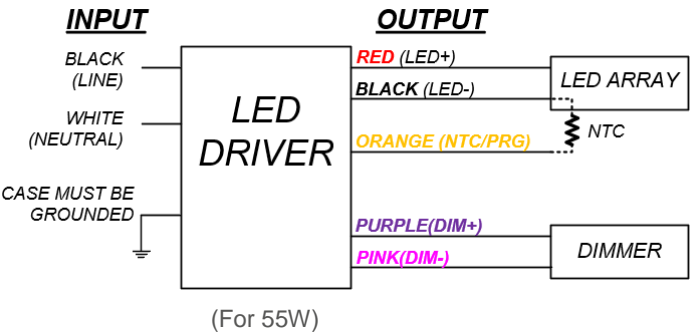 INPUT
OUTPUT
BLACK
(LINE)
WHITE
(NEUTRAL)
CASE MUST BE
GROUNDED
LED
DRIVER
RED (LED+)
BLACK (LED-)
ORANGE (NTC/PRG)
PURPLE(DIM+)
PINK(DIM-)
LED ARRAY
NTC
DIMMER
(For 55W)